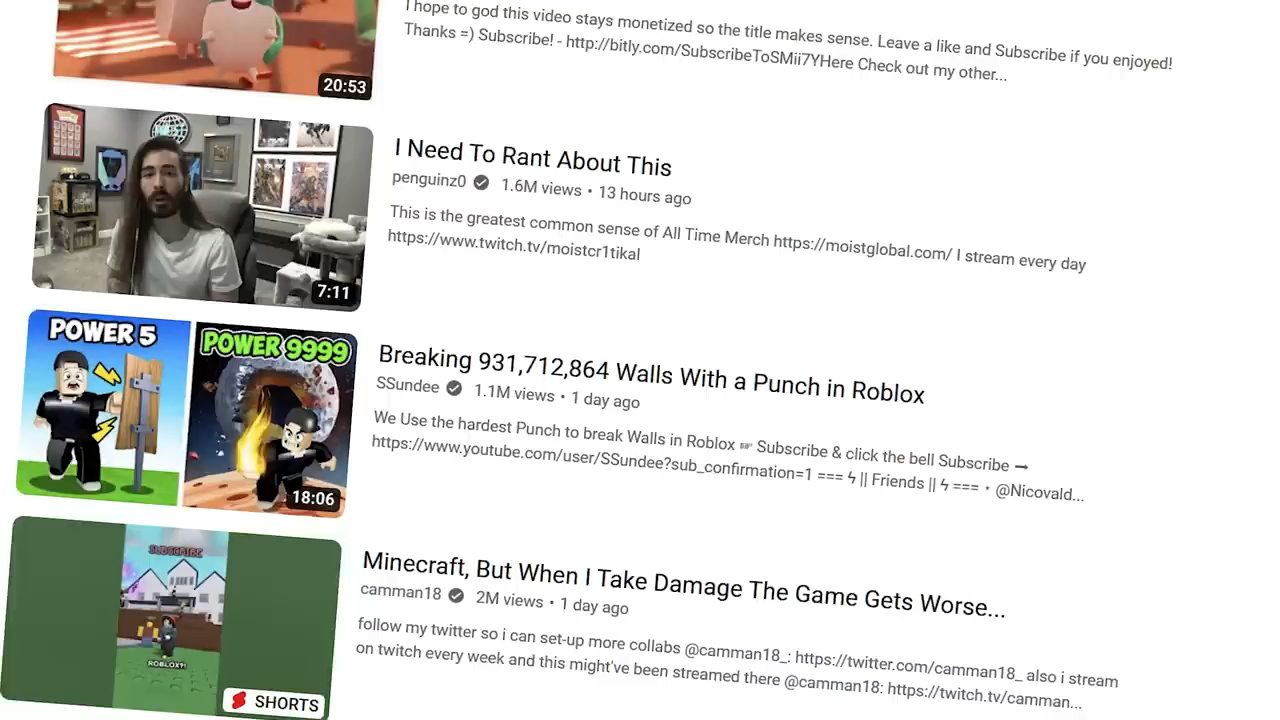 I hope to god this video stays monetized so the title makes sense. Leave a like and Subscribe if you enjoyed!
Thanks =) Subscribe! - http://bitly.com/SubscribeToSMii7YHere Check out my other...
20:53
I Need To Rant About This
penguinz0 1.6M views • 13 hours ago
This is the greatest common sense of All Time Merch https://moistglobal.com/ I stream every day
https://www.twitch.tv/moistcr1tikal
7:11
POWER 5
POWER 9999
18:06
Breaking 931,712,864 Walls With a Punch in Roblox
SSundee 1.1M views • 1 day ago
We Use the hardest Punch to break Walls in Roblox ☞ Subscribe & click the bell Subscribe ➞
https://www.youtube.com/user/SSundee?sub_confirmation=1 === ϟ || Friends || ϟ === ⋆ @Nicovald...
SUBSCRIBE
ROBLOX?!
SHORTS
Minecraft, But When I Take Damage The Game Gets Worse...
camman18 2M views • 1 day ago
follow my twitter so i can set-up more collabs @camman18_: https://twitter.com/camman18_ also i stream
on twitch every week and this might've been streamed there @camman18: https://twitch.tv/camman...